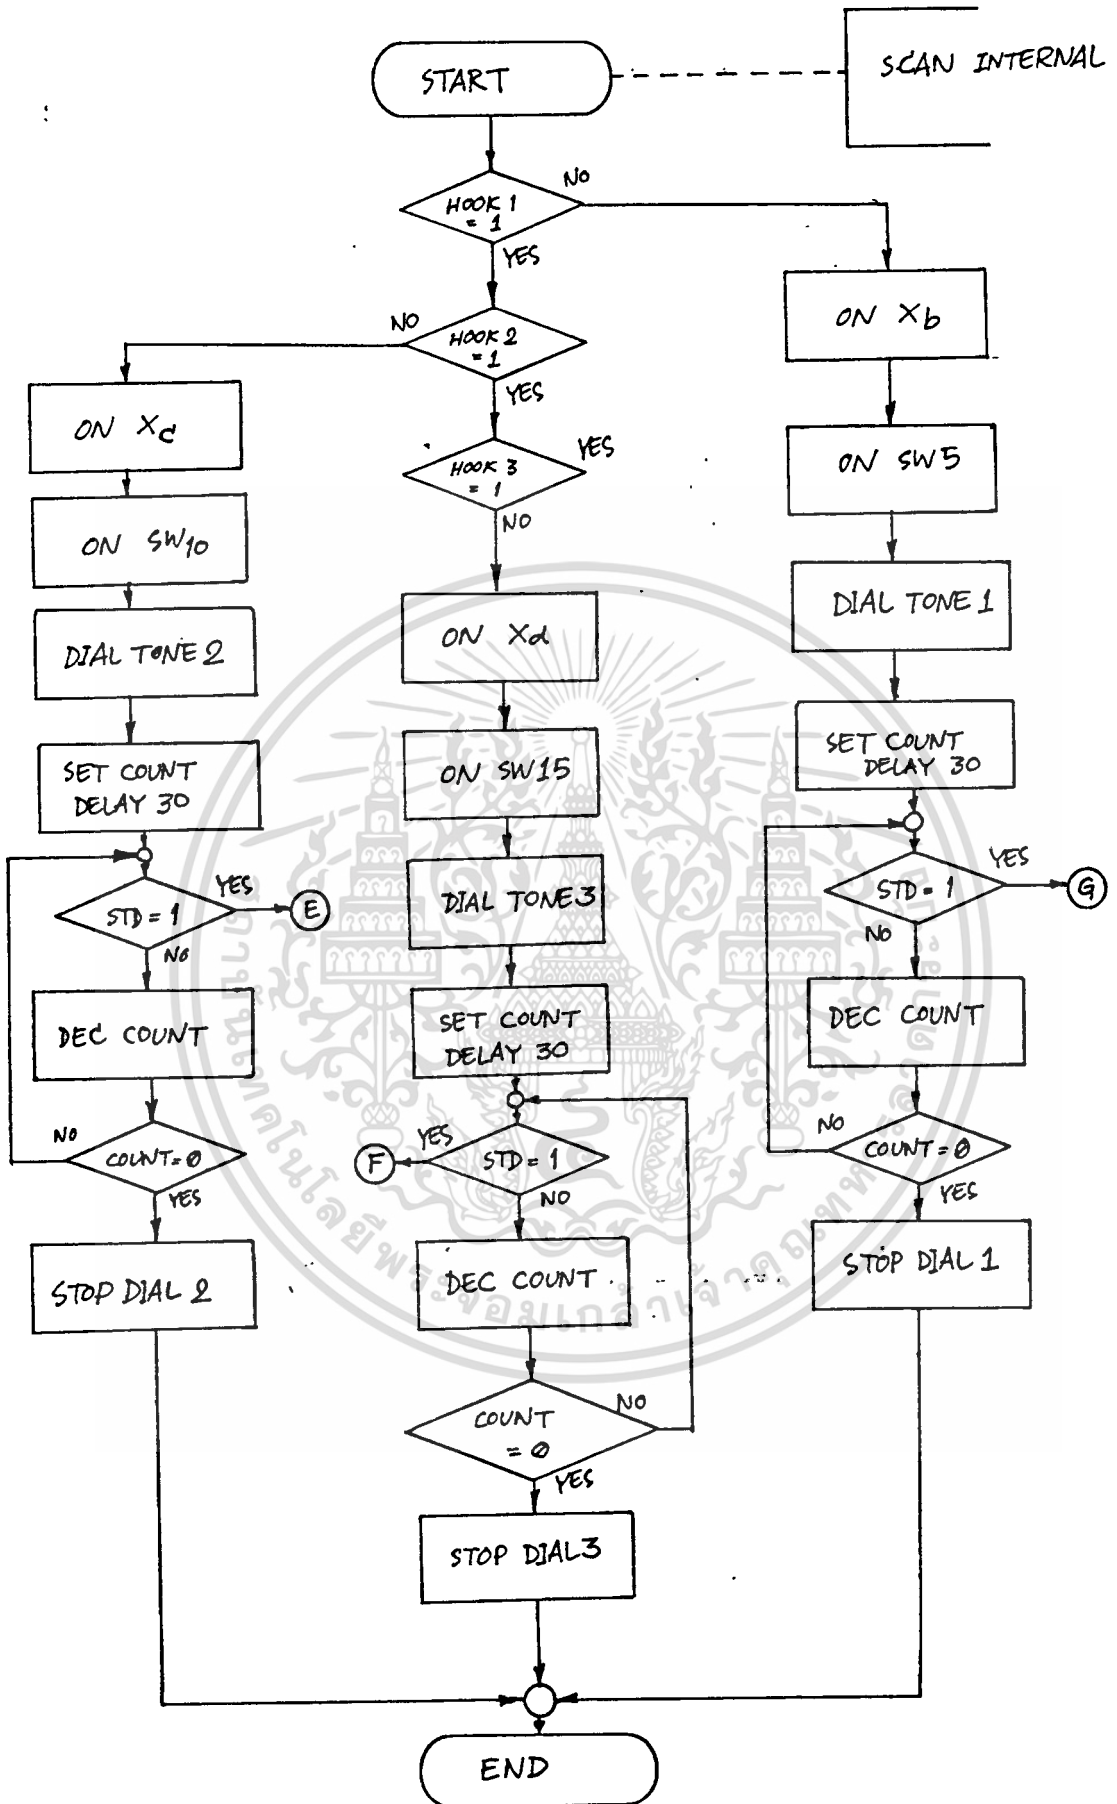 START
SCAN INTERNAL
HOOK 1
= 1
NO
YES
HOOK 2
= 1
NO
YES
HOOK 3
= 1
YES
NO
ON Xc
ON SW10
DIAL TONE 2
SET COUNT
DELAY 30
STD = 1
YES
E
NO
DEC COUNT
COUNT = 0
NO
YES
STOP DIAL 2
ON Xd
ON SW15
DIAL TONE 3
SET COUNT
DELAY 30
STD = 1
YES
F
NO
DEC COUNT
COUNT
= 0
NO
YES
STOP DIAL 3
ON Xb
ON SW5
DIAL TONE 1
SET COUNT
DELAY 30
STD = 1
YES
G
NO
DEC COUNT
COUNT = 0
NO
YES
STOP DIAL 1
END